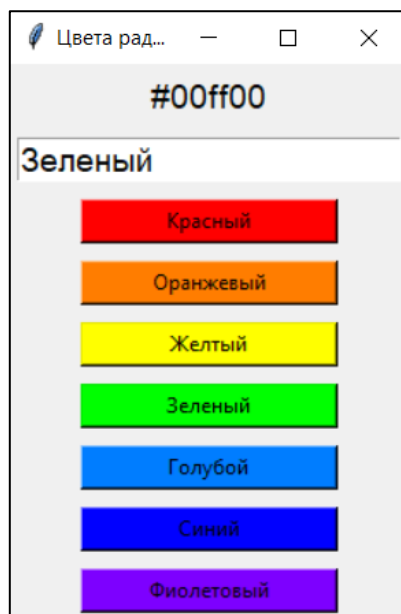 Цвета рад...
#00ff00
Зеленый
Красный
Оранжевый
Желтый
Зеленый
Голубой
Синий
Фиолетовый